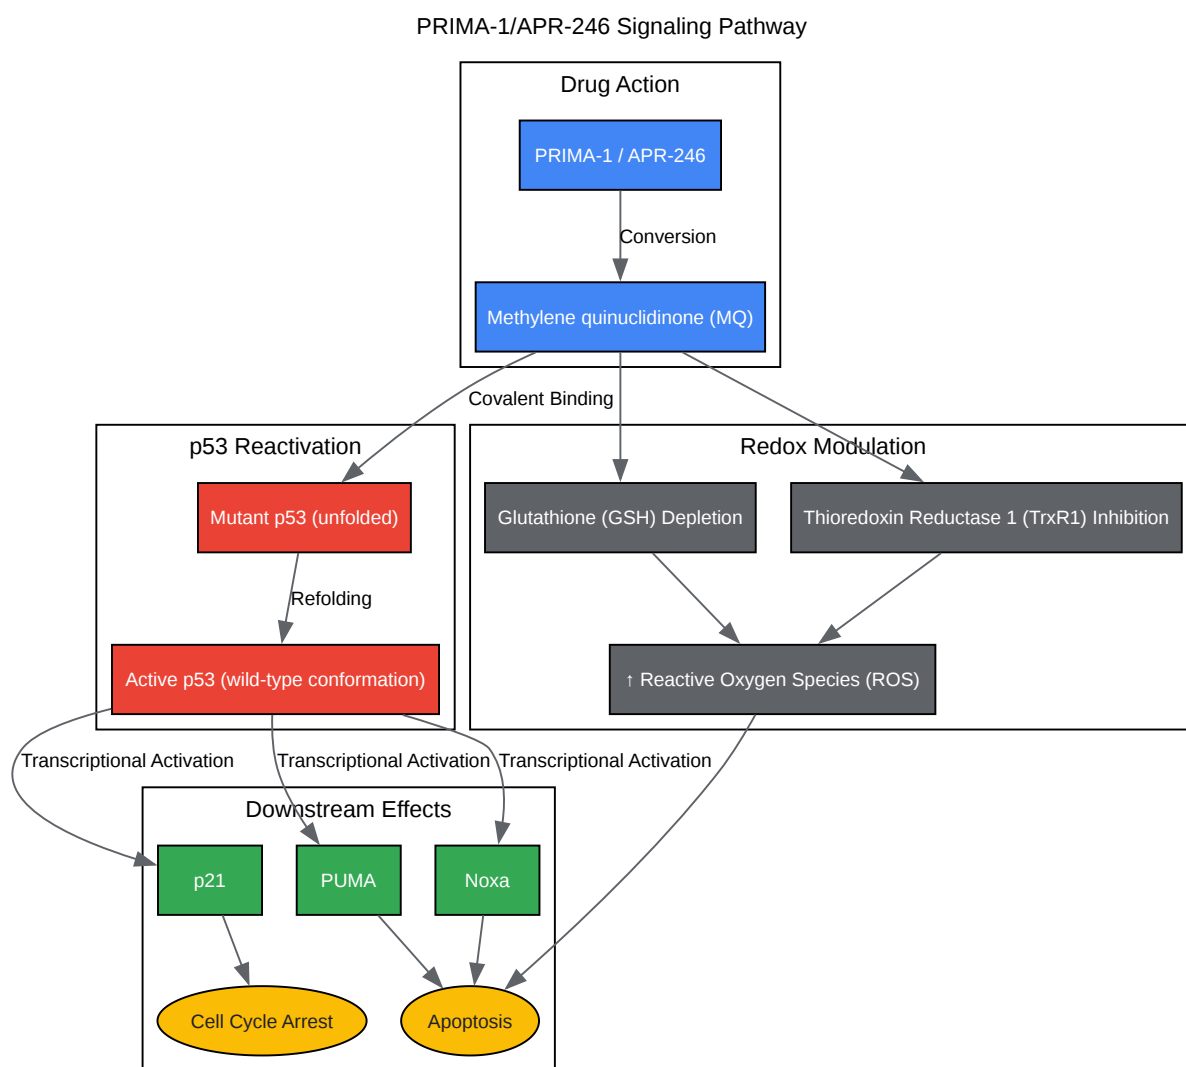 PRIMA-1/APR-246 Signaling Pathway
Drug Action
PRIMA-1 / APR-246
Conversion
Methylene quinuclidinone (MQ)
Covalent Binding
p53 Reactivation
Redox Modulation
Mutant p53 (unfolded)
Glutathione (GSH) Depletion
Thioredoxin Reductase 1 (TrxR1) Inhibition
Refolding
Active p53 (wild-type conformation)
↑ Reactive Oxygen Species (ROS)
Transcriptional Activation
Transcriptional Activation
Transcriptional Activation
Downstream Effects
p21
PUMA
Noxa
Cell Cycle Arrest
Apoptosis